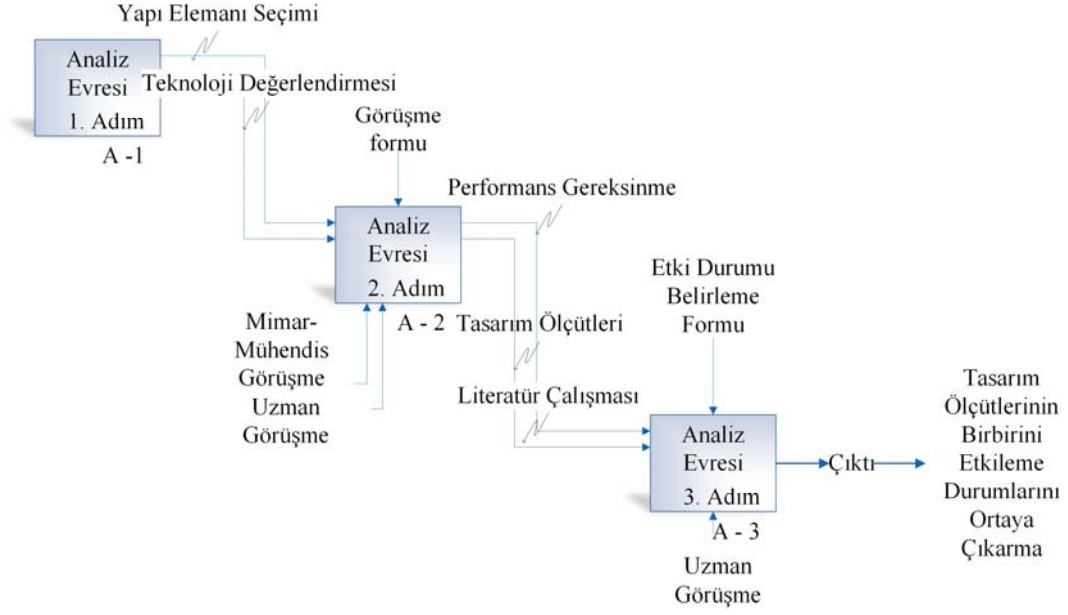 Yapı Elemanı Seçimi
Analiz
Evresi
1. Adım
A -1
Teknoloji Değerlendirmesi
Görüşme
formu
Performans Gereksinme
Analiz
Evresi
2. Adım
A - 2
Mimar-
Mühendis
Görüşme
Uzman
Görüşme
Tasarım Ölçütleri
Literatür Çalışması
Etki Durumu
Belirleme
Formu
Analiz
Evresi
3. Adım
A - 3
Uzman
Görüşme
Çıktı
Tasarım
Ölçütlerinin
Birbirini
Etkileme
Durumlarını
Ortaya
Çıkarma